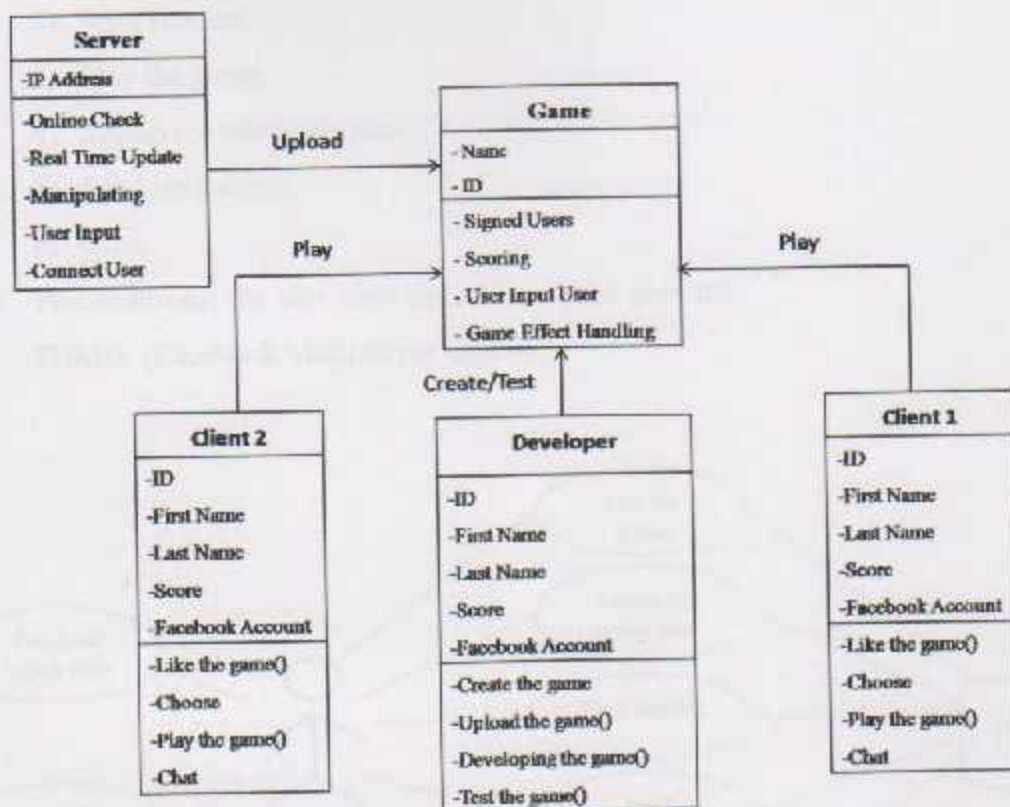 Server
-IP Address
-Online Check
-Real Time Update
-Manipulating
-User Input
-Connect User
Upload
Game
- Name
- ID
- Signed Users
- Scoring
- User Input User
- Game Effect Handling
Play
Play
Create/Test
Client 2
-ID
-First Name
-Last Name
-Score
-Facebook Account
-Like the game()
-Choose
-Play the game()
-Chat
Developer
-ID
-First Name
-Last Name
-Score
-Facebook Account
-Create the game
-Upload the game()
-Developing the game()
-Test the game()
Client 1
-ID
-First Name
-Last Name
-Score
-Facebook Account
-Like the game()
-Choose
-Play the game()
-Chat